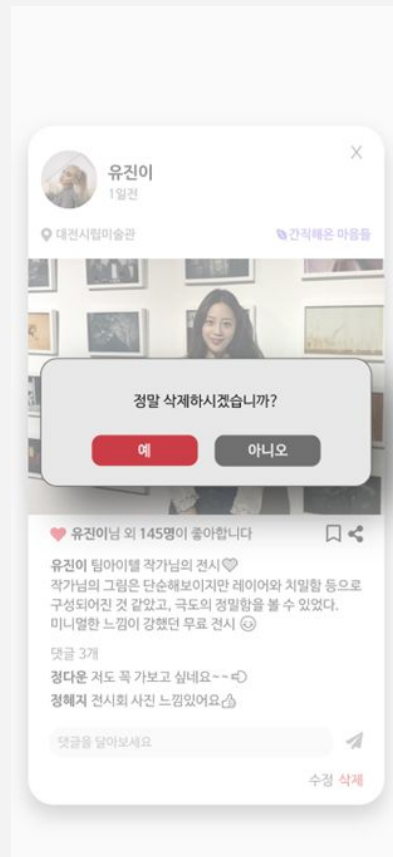 유진이
1일전
대전시립미술관
간직해온 마음들
정말 삭제하시겠습니까?
예
아니오
유진이님 외 145명이 좋아합니다
유진이 팀아이텔 작가님의 전시
작가님의 그림은 단순해보이지만 레이어와 치밀함 등으로
구성되어진 것 같았고, 극도의 정밀함을 볼 수 있었다.
미니멀한 느낌이 강했던 무료 전시
댓글 3개
정다운 저도 꼭 가보고 싶네요~~
정혜지 전시회 사진 느낌있어요
댓글을 달아보세요
수정 삭제